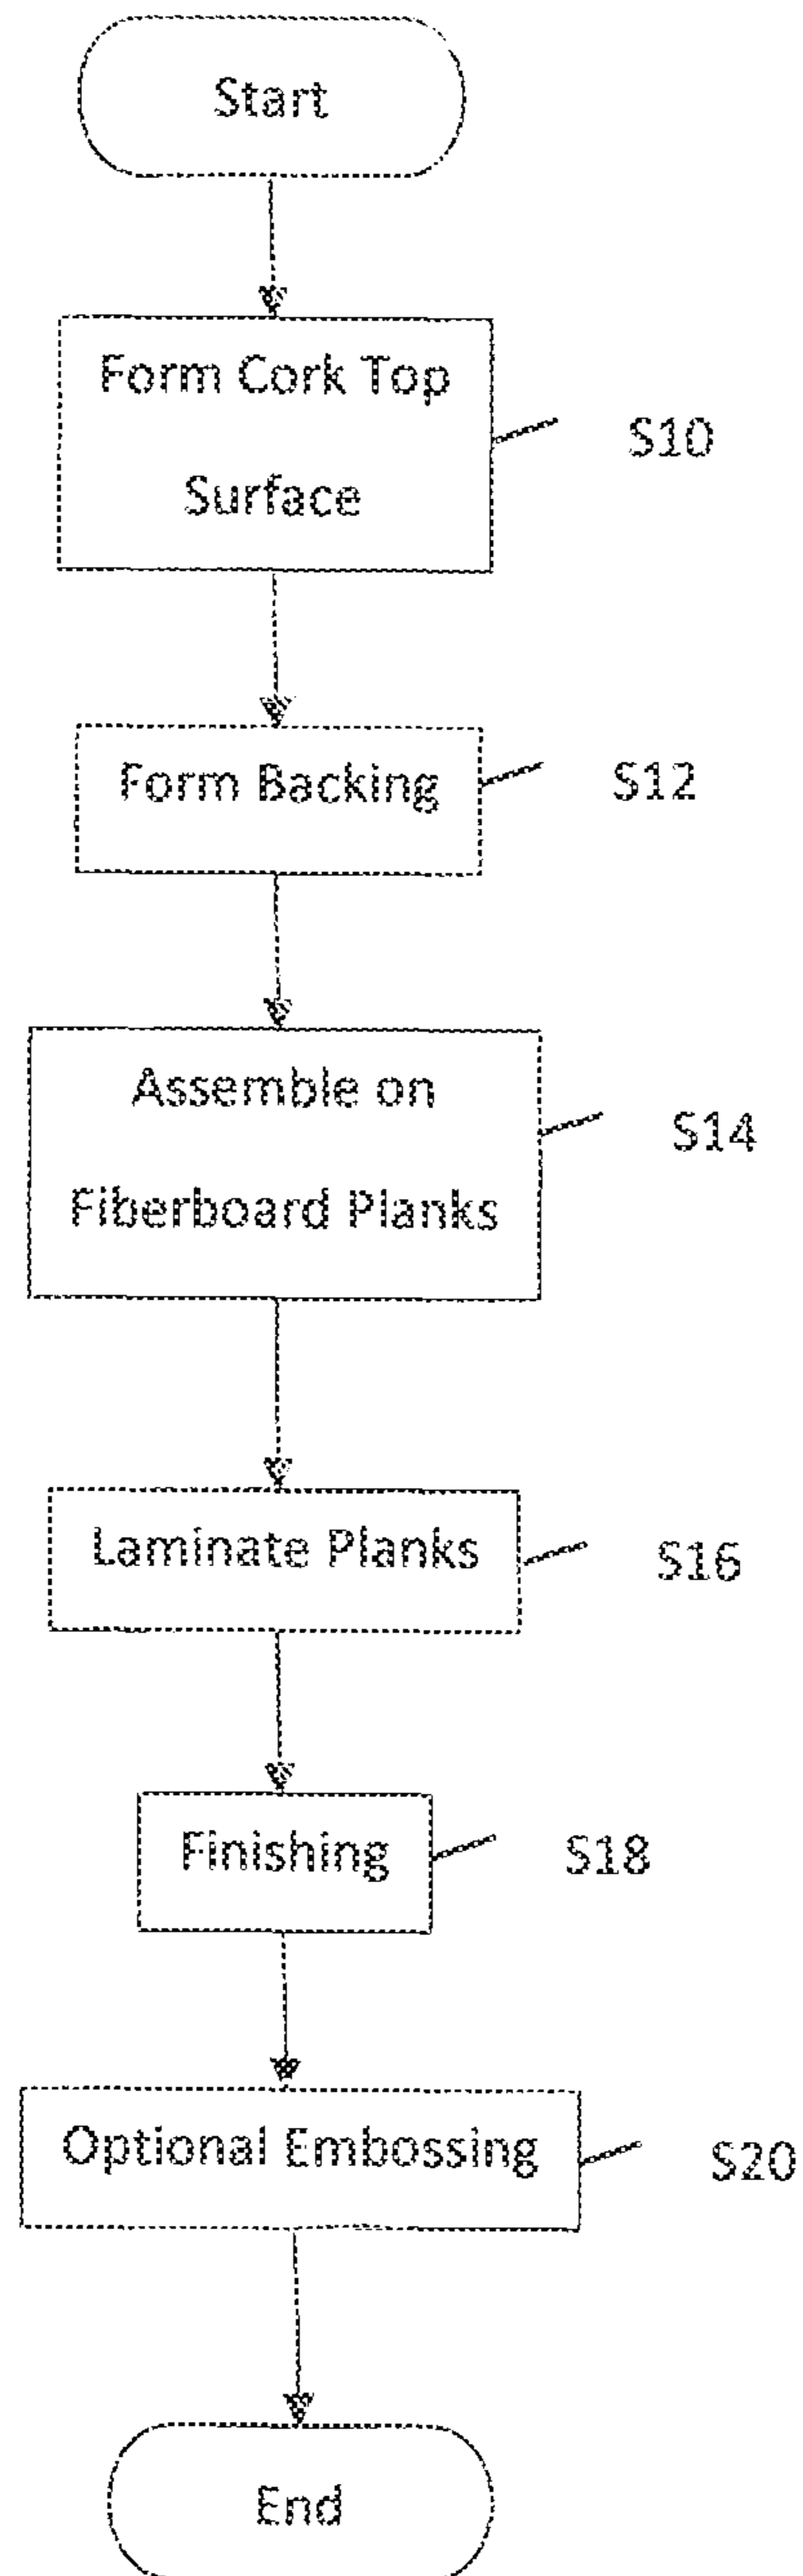 Start
Form Cork Top
Surface
S10
Form Backing
S12
Assemble on
Fiberboard Planks
S14
Laminate Planks
S16
Finishing
S18
Optional Embossing
S20
End